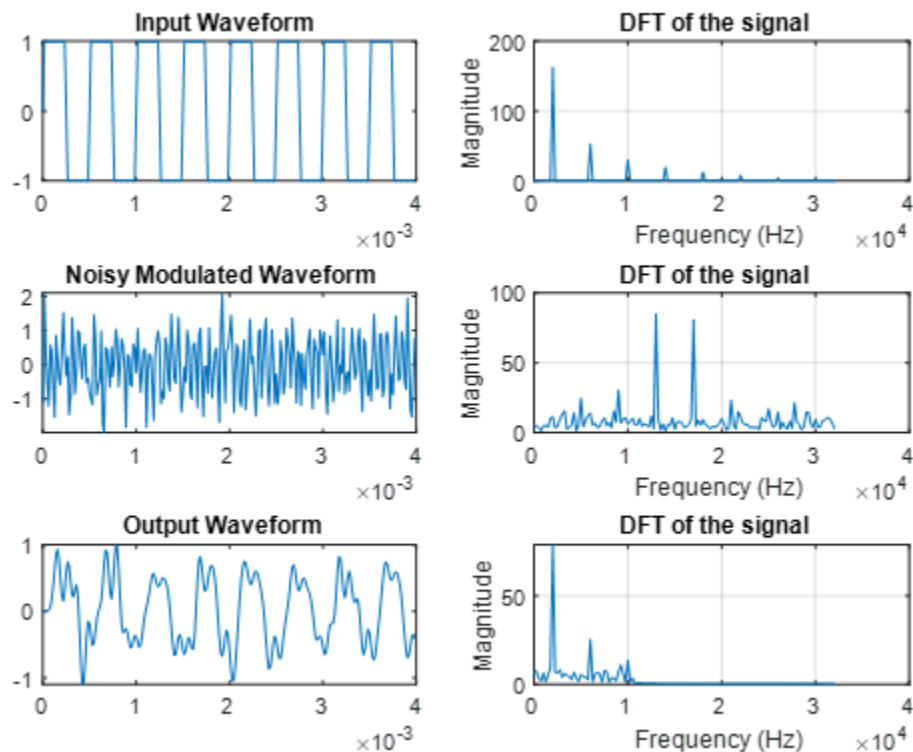 Input Waveform
1
0
-1
0 1 2 3 4
×10-3
DFT of the signal
Magnitude
200
100
0
0 1 2 3 4
Frequency (Hz) ×104
Noisy Modulated Waveform
2
1
0
-1
0 1 2 3 4
×10-3
DFT of the signal
Magnitude
100
50
0
0 1 2 3 4
Frequency (Hz) ×104
Output Waveform
1
0
-1
0 1 2 3 4
×10-3
DFT of the signal
Magnitude
50
0
0 1 2 3 4
Frequency (Hz) ×104